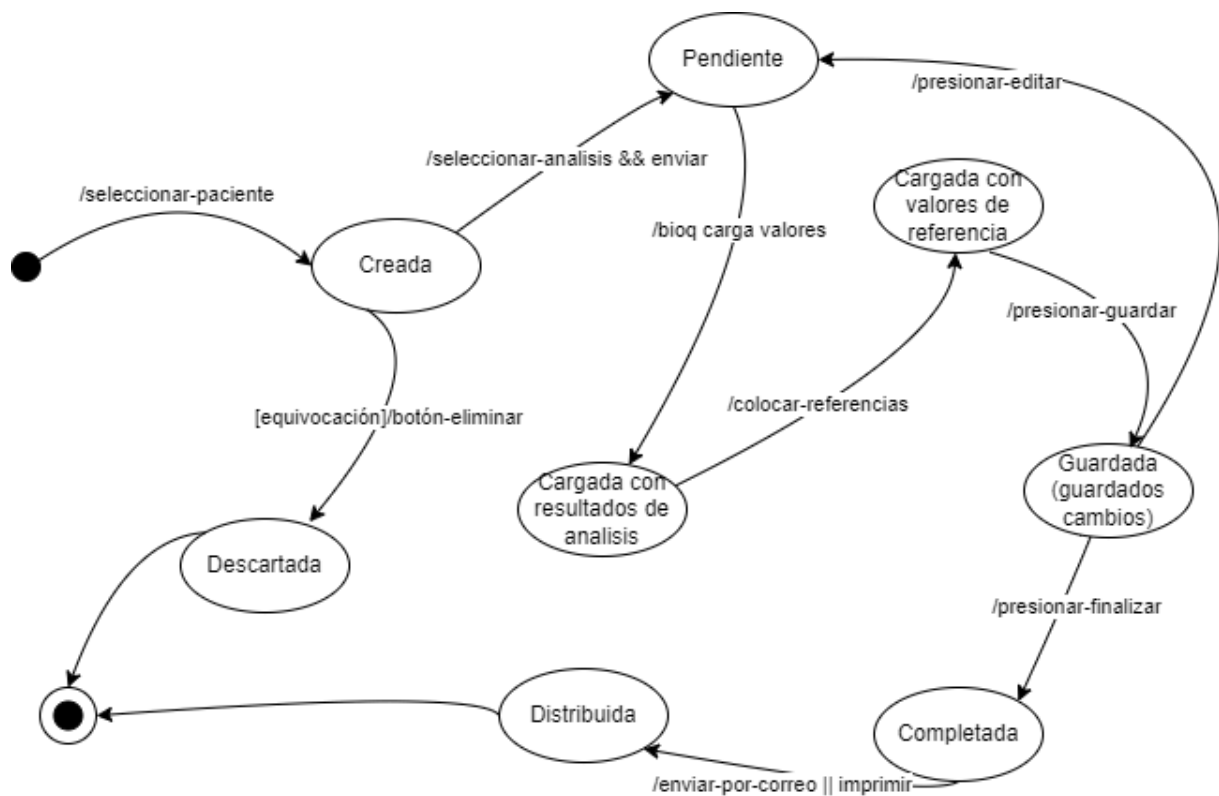 Pendiente
/presionar-editar
/seleccionar-analisis && enviar
/seleccionar-paciente
Cargada con
valores de
referencia
/bioq carga valores
Creada
/presionar-guardar
/colocar-referencias
[equivocación]/botón-eliminar
Cargada con
resultados de
analisis
Guardada
(guardados
cambios)
Descartada
/presionar-finalizar
Distribuida
Completada
/enviar-por-correo || imprimir